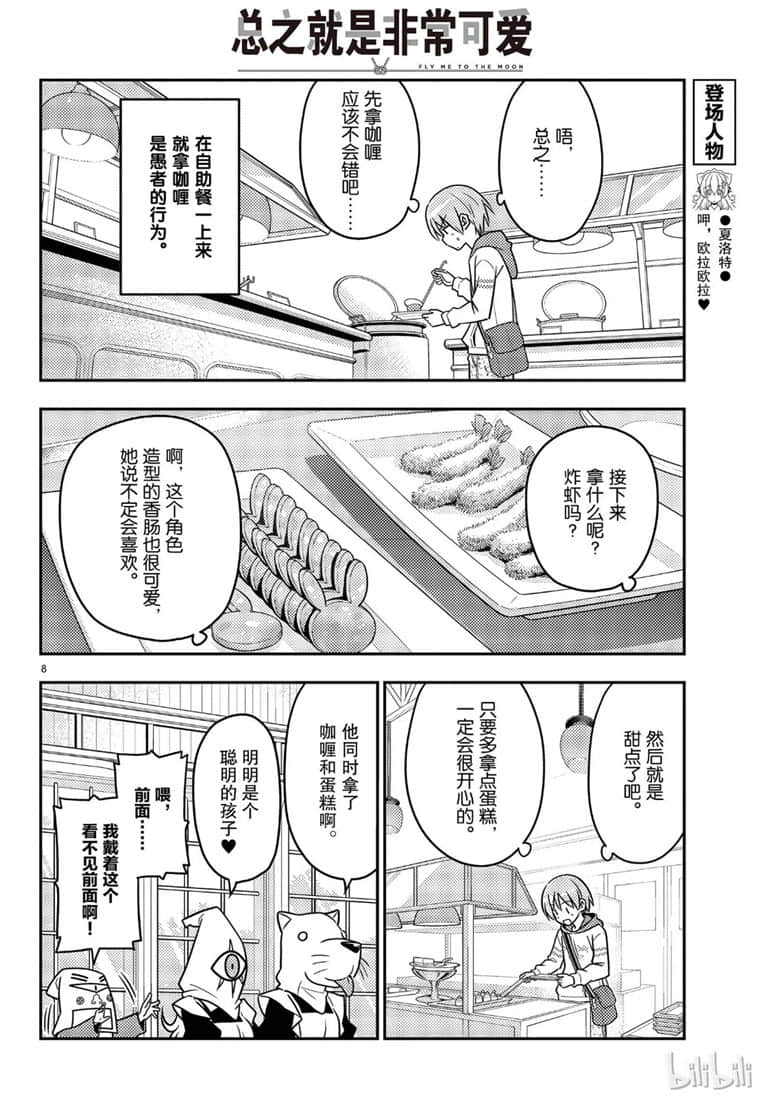 总之就是非常可爱
FLY ME TO THE MOON
登场人物
●夏洛特●
呷，欧拉欧拉♥
唔，
总之……
先拿咖喱
应该不会错吧……
在自助餐一上来
就拿咖喱
是愚者的行为。
接下来
拿什么呢？
炸虾吗？
啊，这个角色
造型的香肠也很可爱，
她说不定会喜欢。
8
然后就是
甜点了吧。
只要多拿点蛋糕，
一定会很开心的。
他同时拿了
咖喱和蛋糕啊。
明明是个
聪明的孩子♥
喂，
前面……
我戴着这个
看不见前面啊！
bilibili